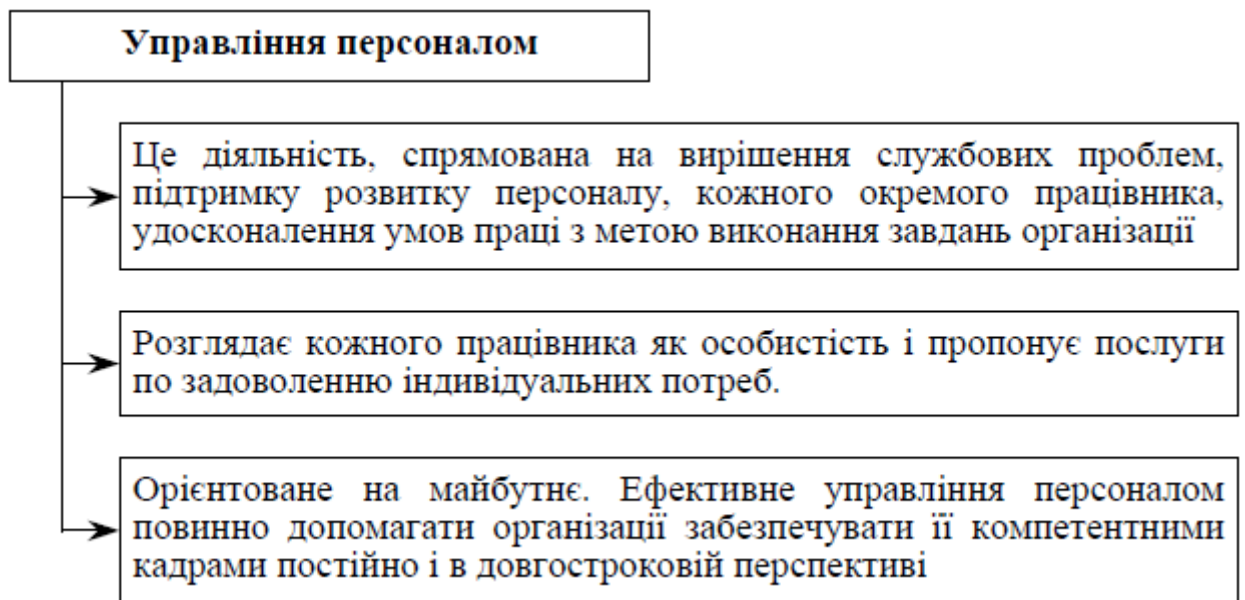 Управління персоналом
Це діяльність, спрямована на вирішення службових проблем,
підтримку розвитку персоналу, кожного окремого працівника,
удосконалення умов праці з метою виконання завдань організації
Розглядає кожного працівника як особистість і пропонує послуги
по задоволенню індивідуальних потреб.
Орієнтоване на майбутнє. Ефективне управління персоналом
повинно допомагати організації забезпечувати її компетентними
кадрами постійно і в довгостроковій перспективі